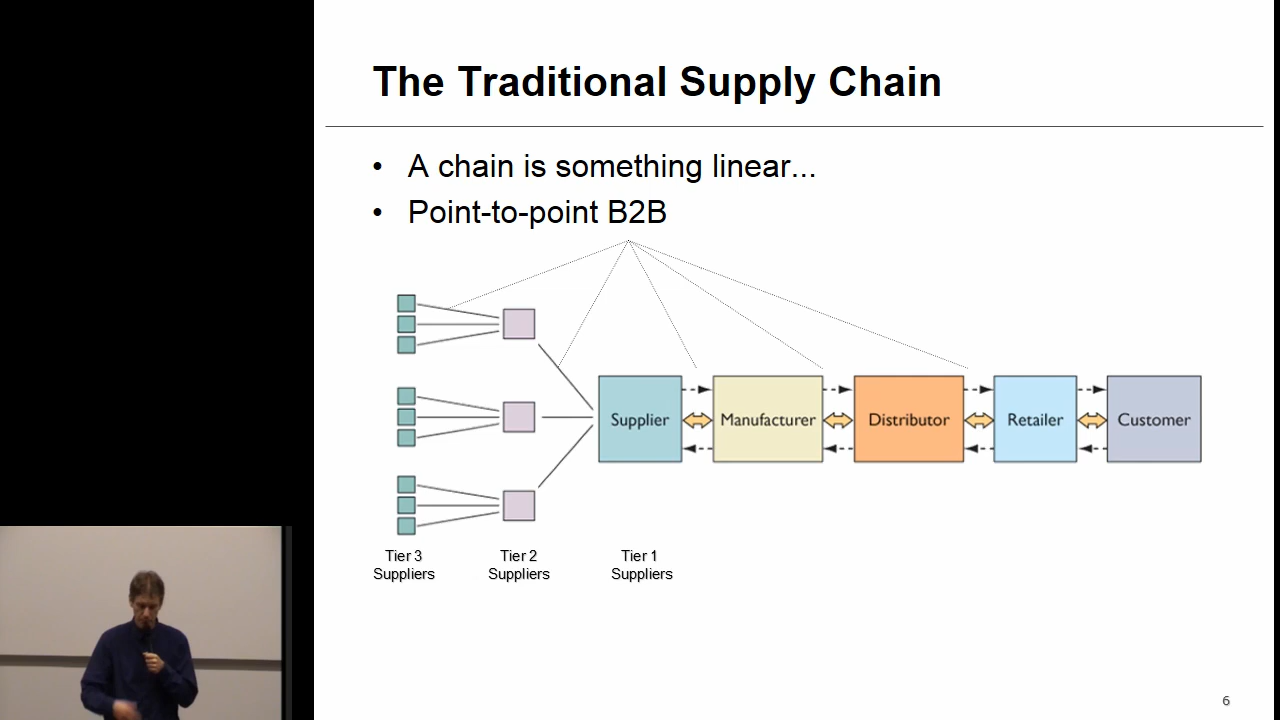 The Traditional Supply Chain
• A chain is something linear...
• Point-to-point B2B
Supplier
Manufacturer
Distributor
Retailer
Customer
Tier 3
Suppliers
Tier 2
Suppliers
Tier 1
Suppliers
6